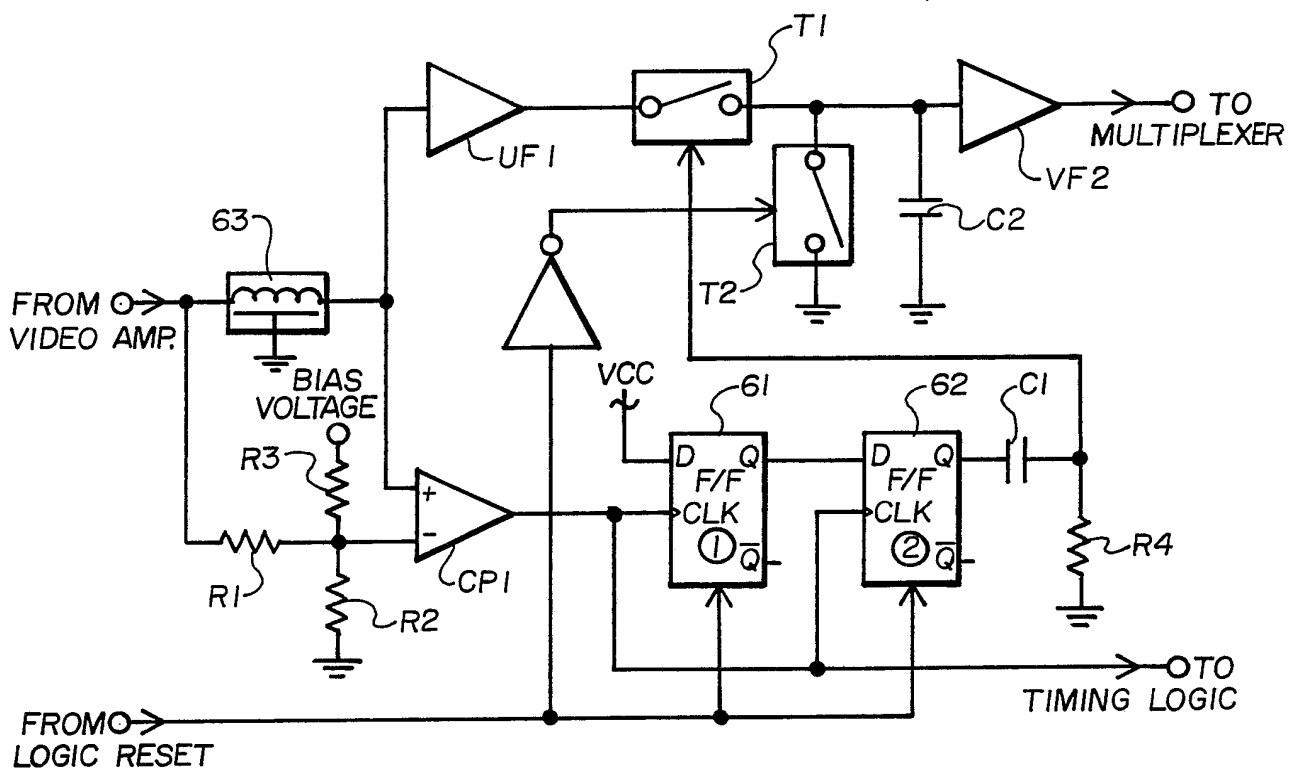 T1
UF1
TO
MULTIPLEXER
VF2
C2
T2
63
FROM
VIDEO AMP.
BIAS
VOLTAGE
VCC
61
62
C1
R3
D Q
F/F
CLK
1
Q
D Q
F/F
CLK
2
Q
+
-
CP1
R1
R2
R4
TO
TIMING LOGIC
FROM
LOGIC RESET